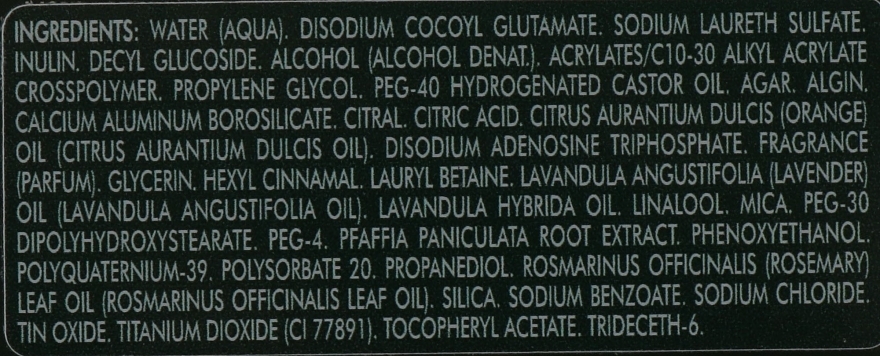 INGREDIENTS: WATER (AQUA). DISODIUM COCOYL GLUTAMATE. SODIUM LAURETH SULFATE.
INULIN. DECYL GLUCOSIDE. ALCOHOL (ALCOHOL DENAT.). ACRYLATES/C10-30 ALKYL ACRYLATE
CROSSPOLYMER. PROPYLENE GLYCOL. PEG-40 HYDROGENATED CASTOR OIL. AGAR. ALGIN.
CALCIUM ALUMINUM BOROSILICATE. CITRAL. CITRIC ACID. CITRUS AURANTIUM DULCIS (ORANGE)
OIL (CITRUS AURANTIUM DULCIS OIL). DISODIUM ADENOSINE TRIPHOSPHATE. FRAGRANCE
(PARFUM). GLYCERIN. HEXYL CINNAMAL. LAURYL BETAINE. LAVANDULA ANGUSTIFOLIA (LAVENDER)
OIL (LAVANDULA ANGUSTIFOLIA OIL). LAVANDULA HYBRIDA OIL. LINALOOL. MICA. PEG-30
DIPOLYHYDROXYSTEARATE. PEG-4. PFAFFIA PANICULATA ROOT EXTRACT. PHENOXYETHANOL.
POLYQUATERNIUM-39. POLYSORBATE 20. PROPANEDIOL. ROSMARINUS OFFICINALIS (ROSEMARY)
LEAF OIL (ROSMARINUS OFFICINALIS LEAF OIL). SILICA. SODIUM BENZOATE. SODIUM CHLORIDE.
TIN OXIDE. TITANIUM DIOXIDE (CI 77891). TOCOPHERYL ACETATE. TRIDECETH-6.